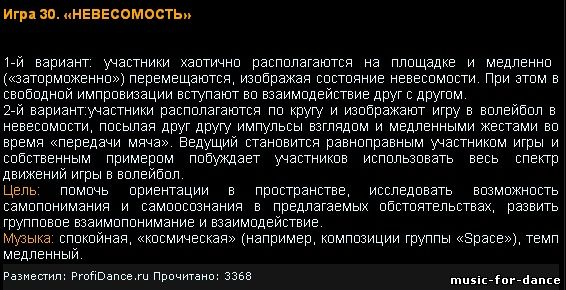 Игра 30. «НЕВЕСОМОСТЬ»
1-й вариант: участники хаотично располагаются на площадке и медленно
(«заторможенно») перемещаются, изображая состояние невесомости. При этом в
свободной импровизации вступают во взаимодействие друг с другом.
2-й вариант:участники располагаются по кругу и изображают игру в волейбол в
невесомости, посылая друг другу импульсы взглядом и медленными жестами во
время «передачи мяча». Ведущий становится равноправным участником игры и
собственным примером побуждает участников использовать весь спектр
движений игры в волейбол.
Цель: помочь ориентации в пространстве, исследовать возможность
самопонимания и самоосознания в предлагаемых обстоятельствах, развить
групповое взаимопонимание и взаимодействие.
Музыка: спокойная, «космическая» (например, композиции группы «Space»), темп
медленный.
Разместил: ProfiDance.ru Прочитано: 3368
music-for-dance